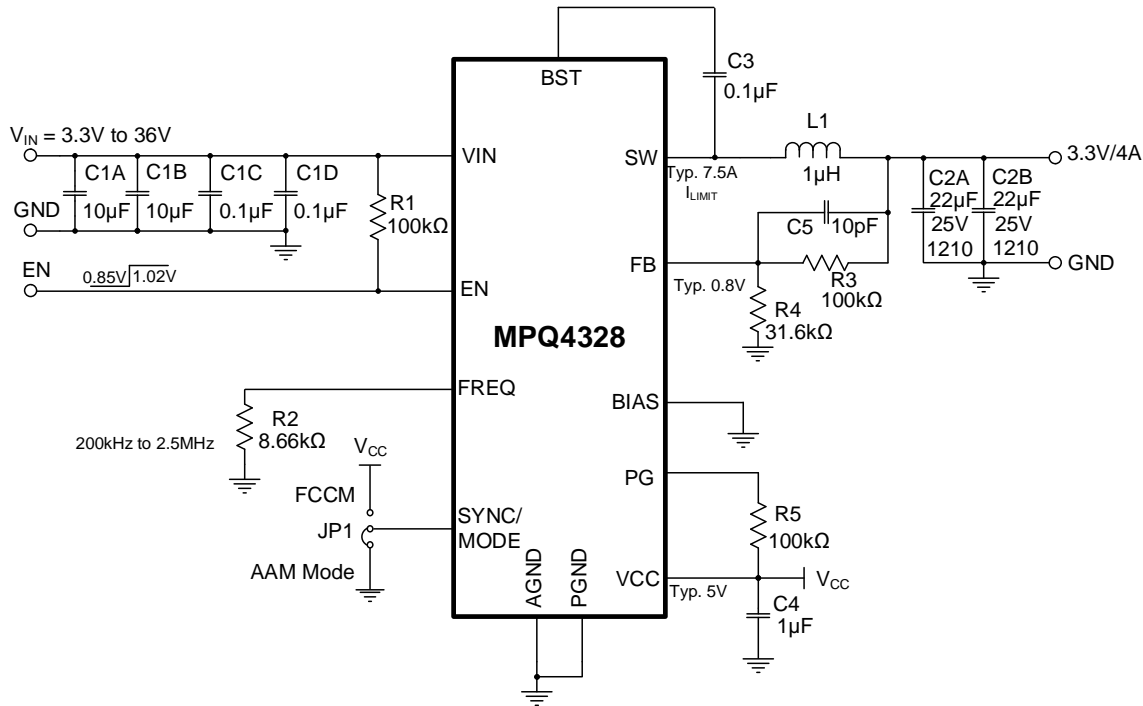 BST
C3
0.1µF
VIN = 3.3V to 36V
VIN
C1A
C1B
C1C
C1D
10µF
10µF
0.1µF
0.1µF
GND
R1
100kΩ
EN
0.85V
1.02V
EN
SW
Typ. 7.5A
ILIMIT
L1
1µH
3.3V/4A
C2A
22µF
25V
1210
C2B
22µF
25V
1210
GND
C5
10pF
FB
Typ. 0.8V
R3
100kΩ
R4
31.6kΩ
MPQ4328
FREQ
R2
8.66kΩ
200kHz to 2.5MHz
BIAS
VCC
FCCM
JP1
AAM Mode
SYNC/
MODE
PG
R5
100kΩ
VCC
Typ. 5V
VCC
C4
1µF
AGND
PGND